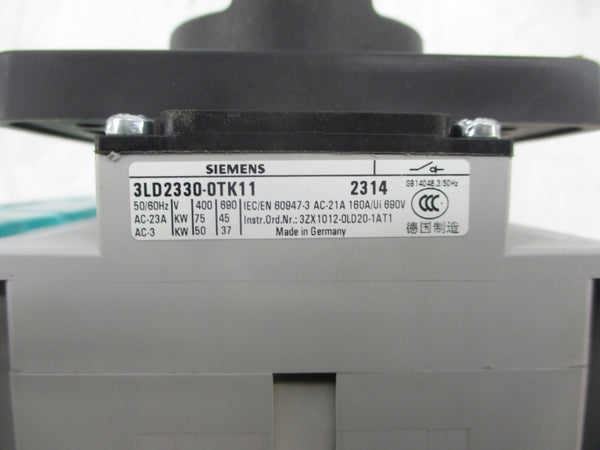 SIEMENS
3LD2330-0TK11 2314
50/60Hz V 400 690 IEC/EN 60947-3 AC-21A 160A/Ui 690V
AC-23A KW 75 45 Instr.Ord.Nr.: 3ZX1012-0LD20-1AT1
AC-3 KW 50 37 Made in Germany
GB14048.3/50Hz
CCC
德国制造